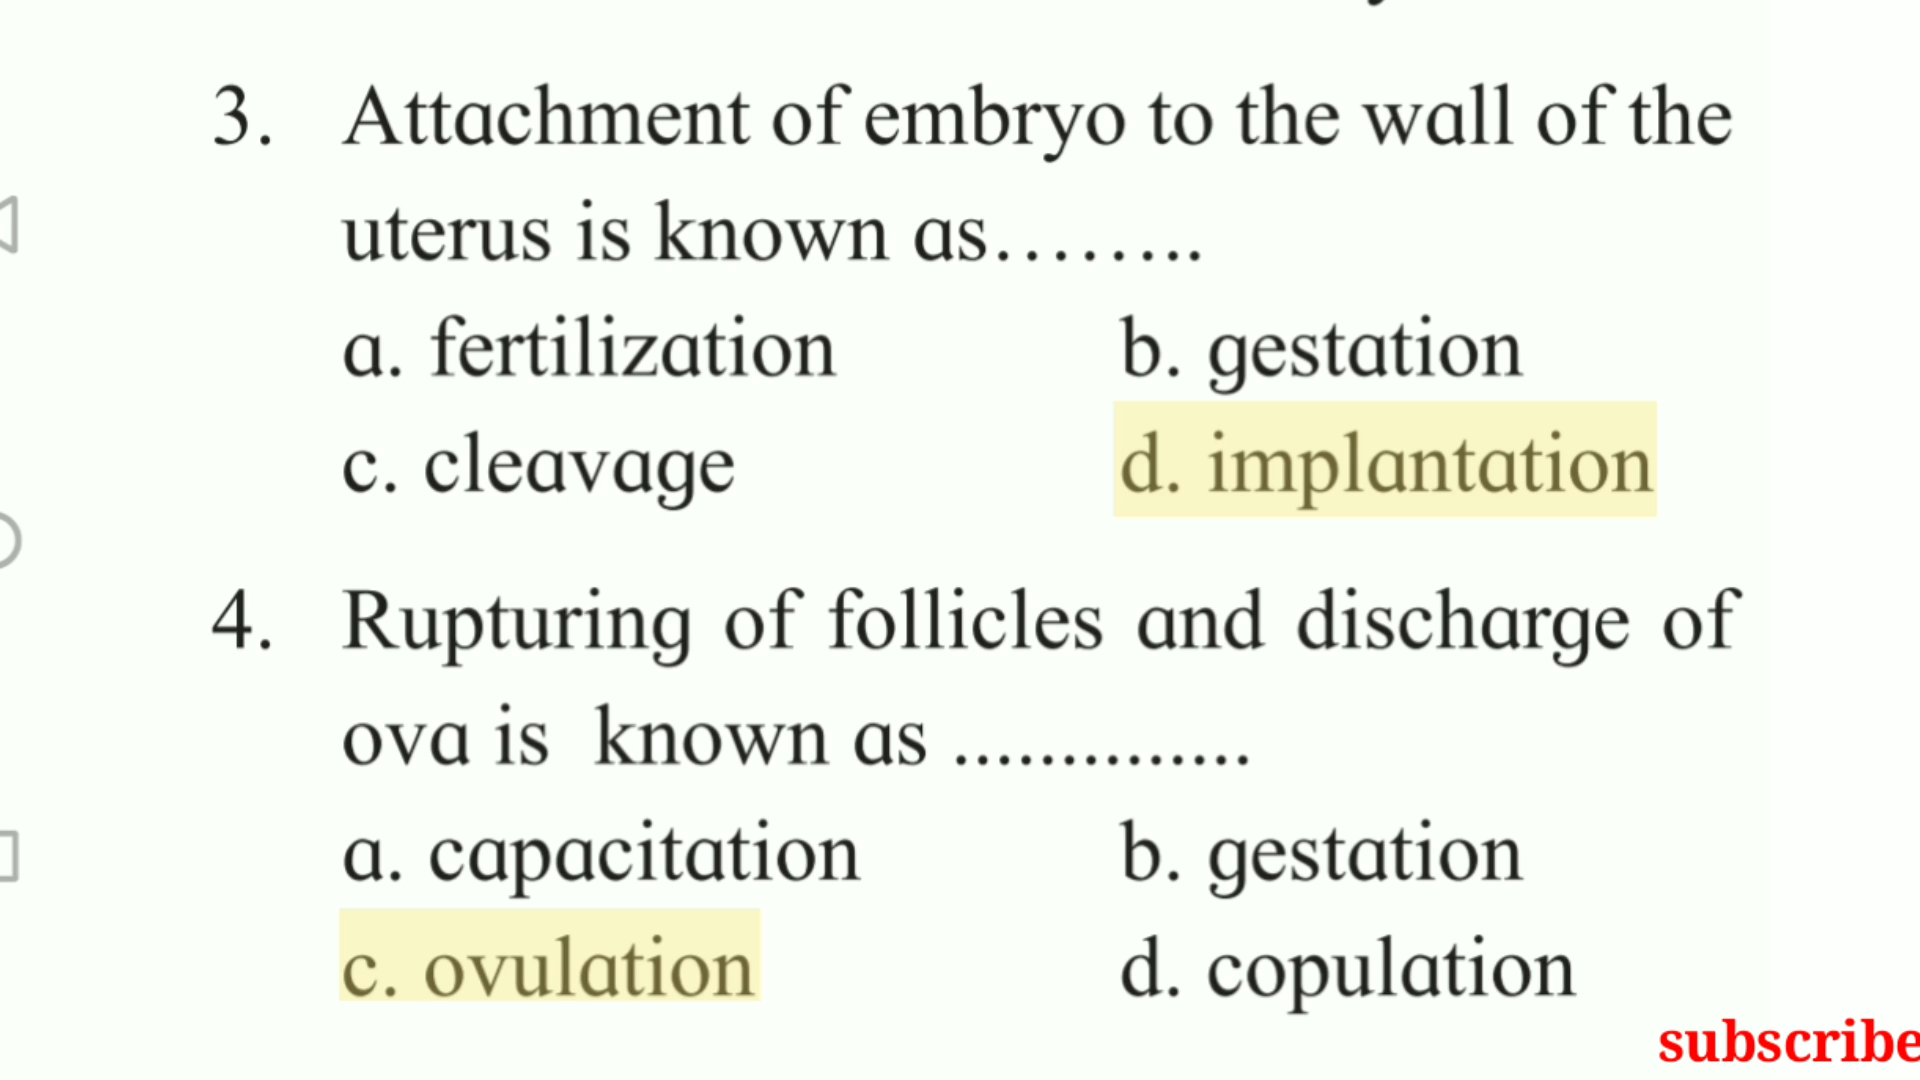 3. Attachment of embryo to the wall of the
uterus is known as........
a. fertilization b. gestation
c. cleavage d. implantation
4. Rupturing of follicles and discharge of
ova is known as ..............
a. capacitation b. gestation
c. ovulation d. copulation
subscribe